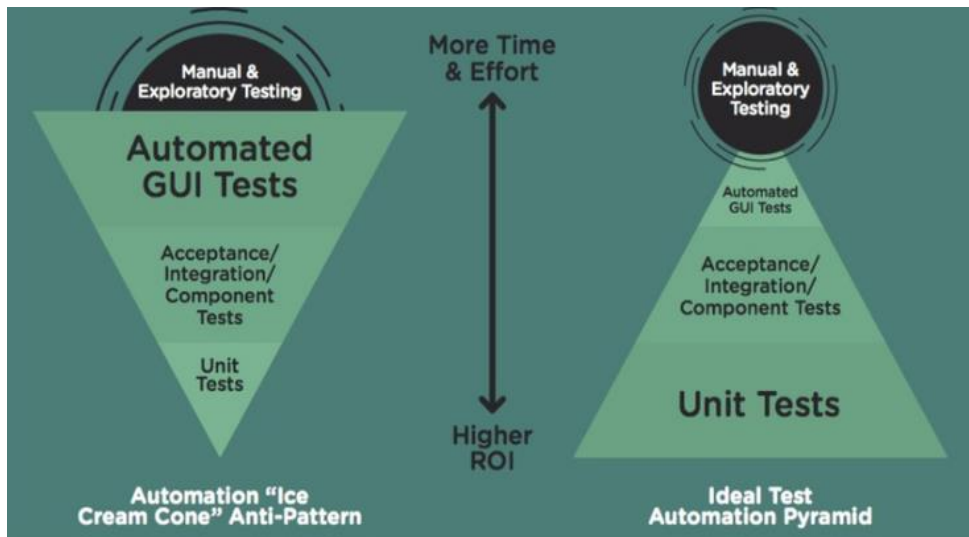 Manual &
Exploratory Testing
Automated
GUI Tests
Acceptance/
Integration/
Component
Tests
Unit
Tests
Automation “Ice
Cream Cone” Anti-Pattern
More Time
& Effort
Higher
ROI
Manual &
Exploratory
Testing
Automated
GUI Tests
Acceptance/
Integration/
Component Tests
Unit Tests
Ideal Test
Automation Pyramid